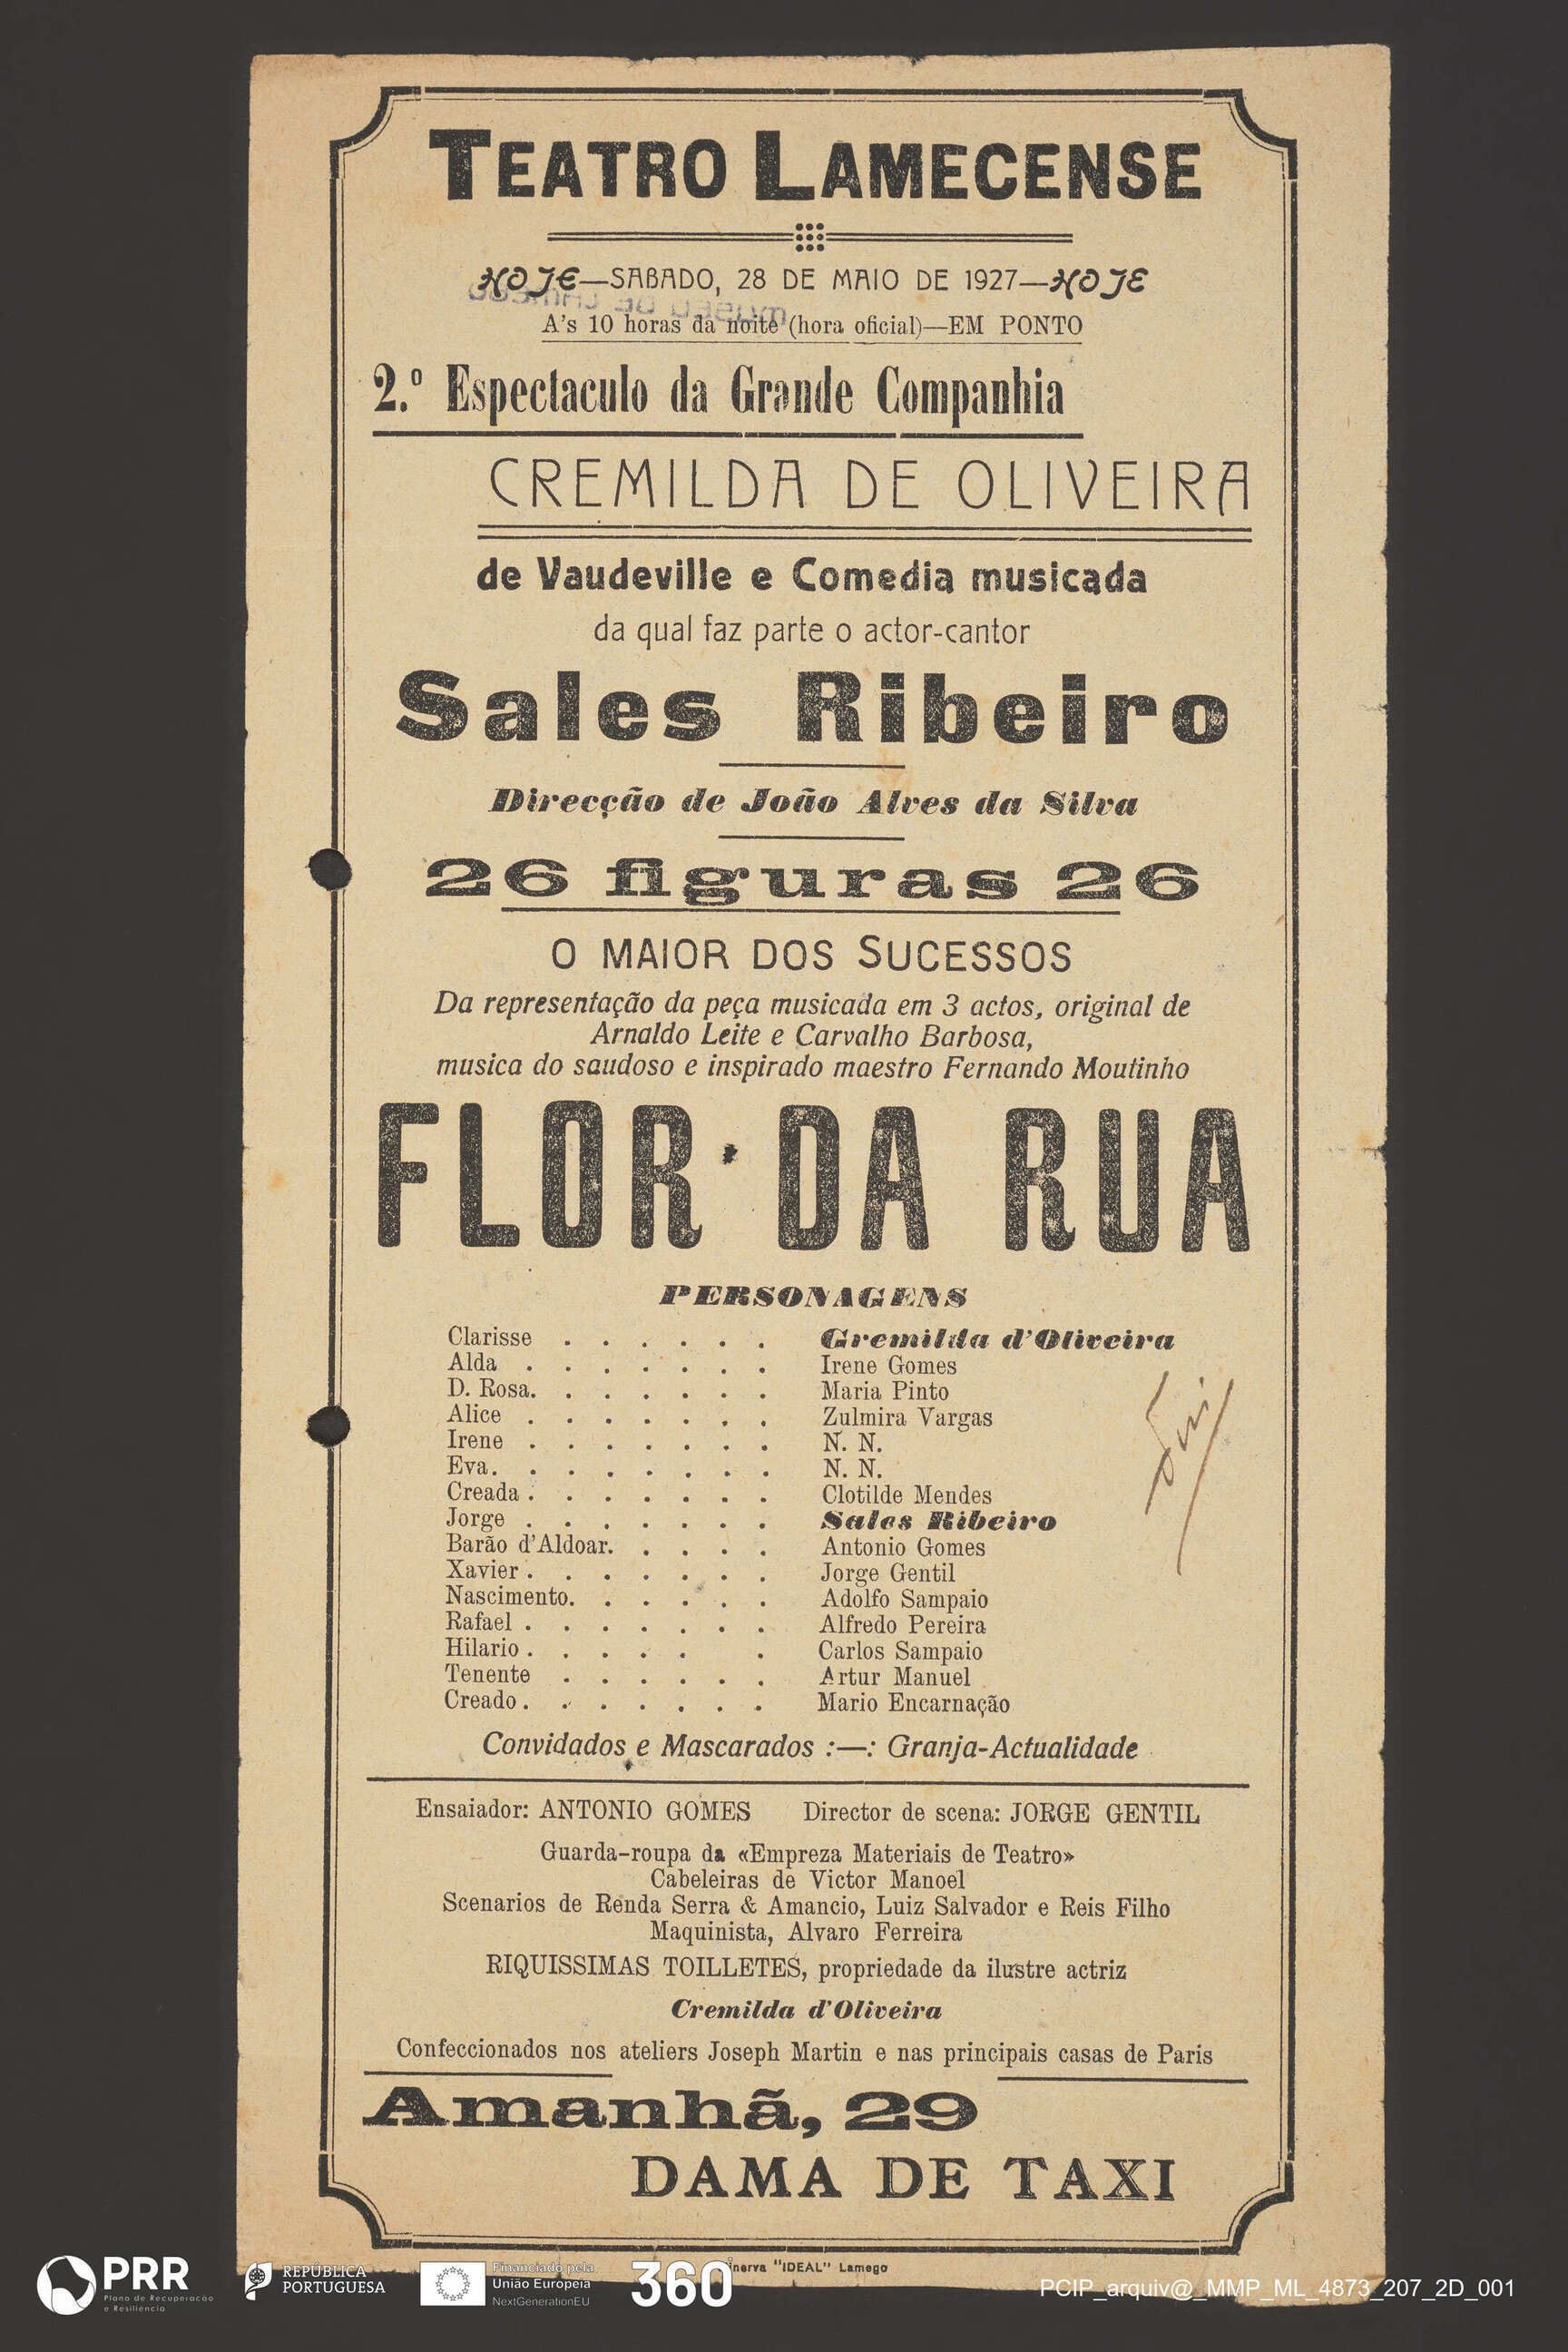 TEATRO LAMECENSE
HOJE—SABADO, 28 DE MAIO DE 1927—HOJE
A's 10 horas da noite (hora oficial)—EM PONTO
2.º Espectaculo da Grande Companhia
CREMILDA DE OLIVEIRA
de Vaudeville e Comedia musicada
da qual faz parte o actor-cantor
Sales Ribeiro
Direcção de João Alves da Silva
26 figuras 26
O MAIOR DOS SUCESSOS
Da representação da peça musicada em 3 actos, original de
Arnaldo Leite e Carvalho Barbosa,
musica do saudoso e inspirado maestro Fernando Moutinho
FLOR DA RUA
PERSONAGENS
Clarisse . . . . . . Gremilda d'Oliveira
Alda . . . . . . . Irene Gomes
D. Rosa. . . . . . . Maria Pinto
Alice . . . . . . . Zulmira Vargas
Irene . . . . . . . N. N.
Eva. . . . . . . . N. N.
Creada . . . . . . . Clotilde Mendes
Jorge . . . . . . . Sales Ribeiro
Barão d'Aldoar. . . . . Antonio Gomes
Xavier . . . . . . . Jorge Gentil
Nascimento. . . . . . Adolfo Sampaio
Rafael . . . . . . . Alfredo Pereira
Hilario . . . . . . Carlos Sampaio
Tenente . . . . . . Artur Manuel
Creado . . . . . . . Mario Encarnação
Convidados e Mascarados :—: Granja-Actualidade
Ensaiador: ANTONIO GOMES Director de scena: JORGE GENTIL
Guarda-roupa da «Empreza Materiais de Teatro»
Cabeleiras de Victor Manoel
Scenarios de Renda Serra & Amancio, Luiz Salvador e Reis Filho
Maquinista, Alvaro Ferreira
RIQUISSIMAS TOILLETES, propriedade da ilustre actriz
Cremilda d'Oliveira
Confeccionados nos ateliers Joseph Martin e nas principais casas de Paris
Amanhã, 29
DAMA DE TAXI
"IDEAL" Lamego
PRR
Plano de Recuperação
e Resiliência
REPÚBLICA
PORTUGUESA
Financiado pela
União Europeia
NextGenerationEU
360º
PCIP_arquiv@_MMP_ML_4873_207_2D_001